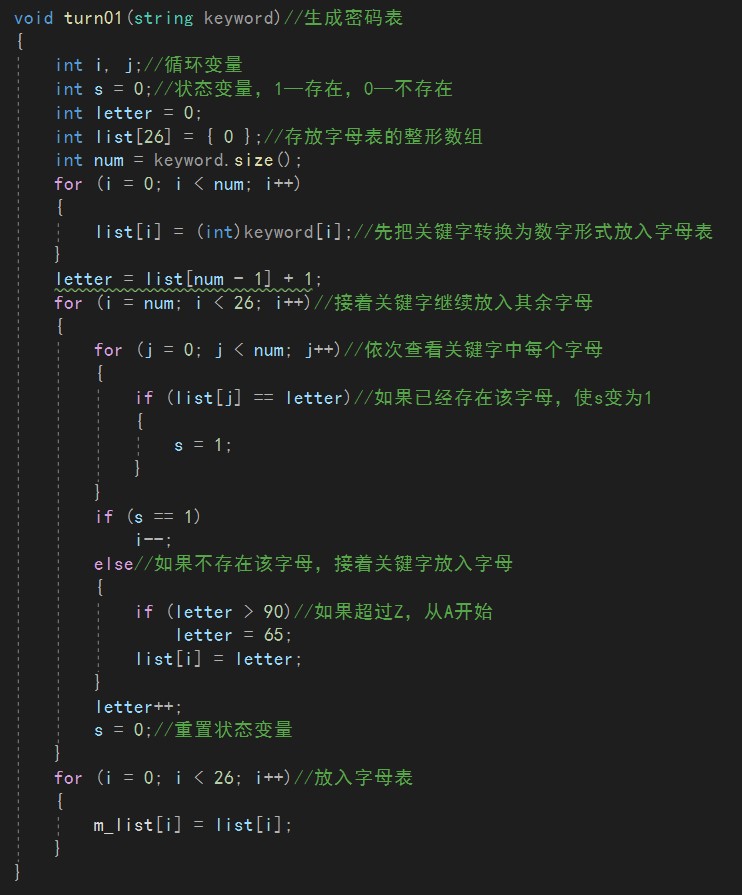 void turn01(string keyword)//生成密码表
{
int i, j;//循环变量
int s = 0;//状态变量，1—存在，0—不存在
int letter = 0;
int list[26] = { 0 };//存放字母表的整形数组
int num = keyword.size();
for (i = 0; i < num; i++)
{
list[i] = (int)keyword[i];//先把关键字转换为数字形式放入字母表
}
letter = list[num - 1] + 1;
for (i = num; i < 26; i++)//接着关键字继续放入其余字母
{
for (j = 0; j < num; j++)//依次查看关键字中每个字母
{
if (list[j] == letter)//如果已经存在该字母，使s变为1
{
s = 1;
}
}
if (s == 1)
i--;
else//如果不存在该字母，接着关键字放入字母
{
if (letter > 90)//如果超过Z，从A开始
letter = 65;
list[i] = letter;
}
letter++;
s = 0;//重置状态变量
}
for (i = 0; i < 26; i++)//放入字母表
{
m_list[i] = list[i];
}
}